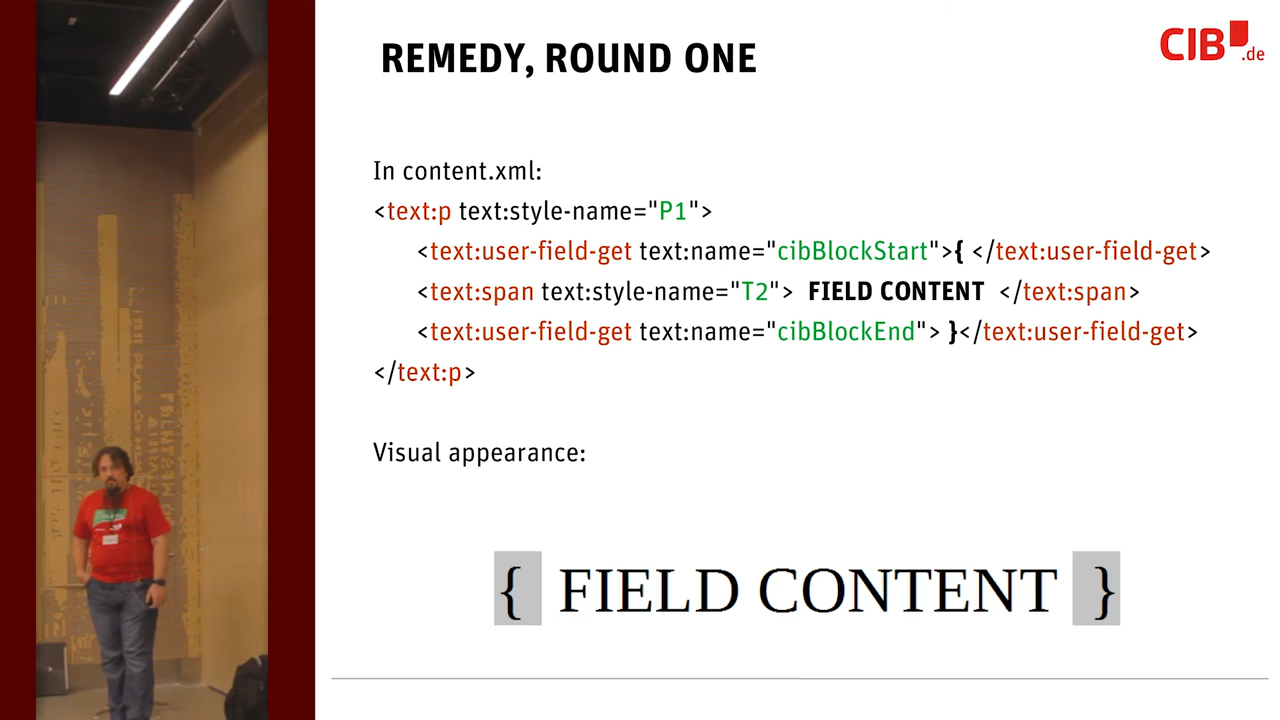 REMEDY, ROUND ONE
CIB.de
In content.xml:
<text:p text:style-name="P1">
<text:user-field-get text:name="cibBlockStart">{ </text:user-field-get>
<text:span text:style-name="T2"> FIELD CONTENT </text:span>
<text:user-field-get text:name="cibBlockEnd"> }</text:user-field-get>
</text:p>
Visual appearance:
{ FIELD CONTENT }